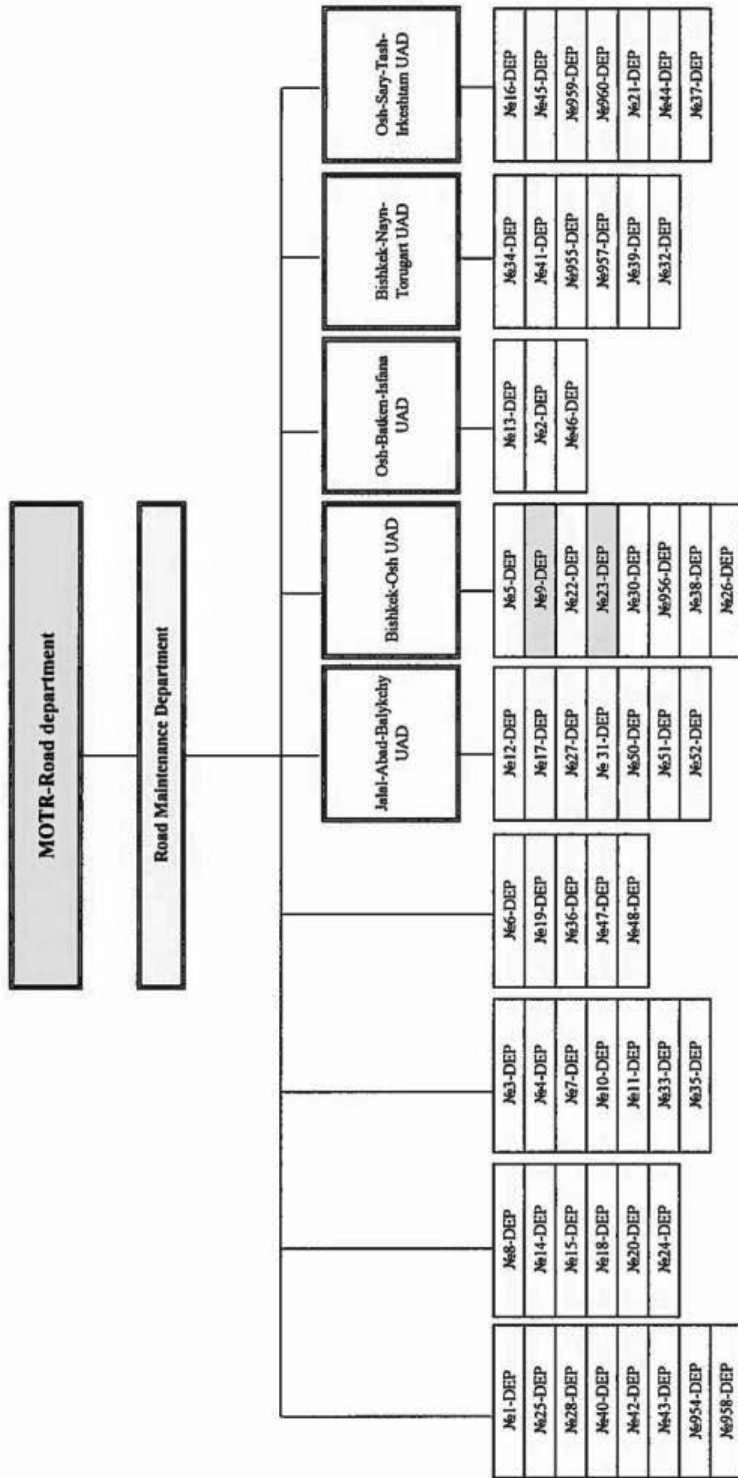 MOTR-Road department
Road Maintenance Department
№1-DEP
№25-DEP
№28-DEP
№40-DEP
№42-DEP
№43-DEP
№954-DEP
№958-DEP
№8-DEP
№14-DEP
№15-DEP
№18-DEP
№20-DEP
№24-DEP
№3-DEP
№4-DEP
№7-DEP
№10-DEP
№11-DEP
№33-DEP
№35-DEP
№6-DEP
№19-DEP
№36-DEP
№47-DEP
№48-DEP
Jalal-Abad-Balykchy
UAD
№12-DEP
№17-DEP
№27-DEP
№ 31-DEP
№50-DEP
№51-DEP
№52-DEP
Bishkek-Osh UAD
№5-DEP
№9-DEP
№22-DEP
№23-DEP
№30-DEP
№956-DEP
№38-DEP
№26-DEP
Osh-Batken-Isfana
UAD
№13-DEP
№2-DEP
№46-DEP
Bishkek-Nayn-
Torugart UAD
№34-DEP
№41-DEP
№955-DEP
№957-DEP
№39-DEP
№32-DEP
Osh-Sary-Tash-
Irkeshtam UAD
№16-DEP
№45-DEP
№959-DEP
№960-DEP
№21-DEP
№44-DEP
№37-DEP